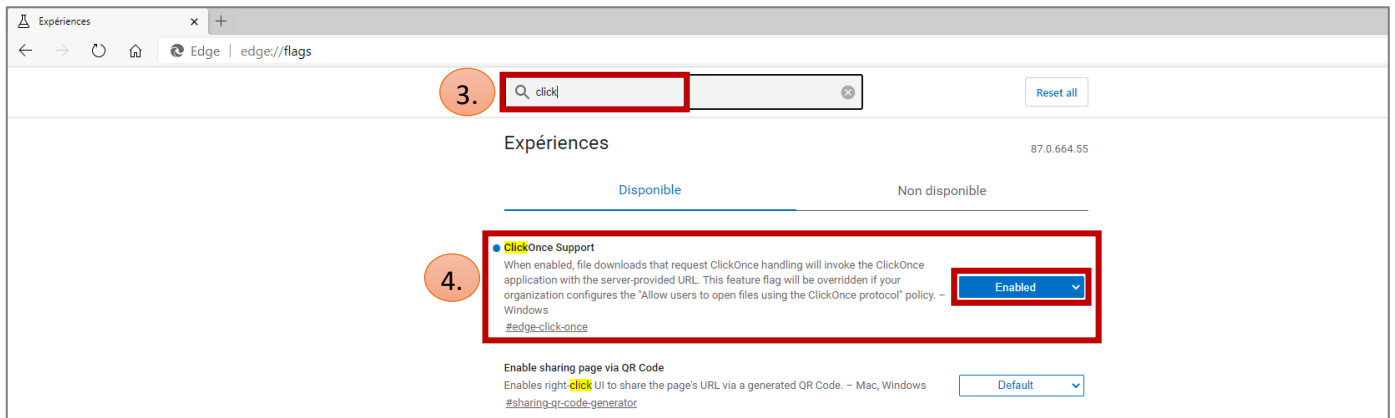 Expériences
Edge | edge://flags
3.
click
Reset all
Expériences
87.0.664.55
Disponible
Non disponible
4.
ClickOnce Support
When enabled, file downloads that request ClickOnce handling will invoke the ClickOnce
application with the server-provided URL. This feature flag will be overridden if your
organization configures the "Allow users to open files using the ClickOnce protocol" policy. –
Windows
#edge-click-once
Enabled
Enable sharing page via QR Code
Enables right-click UI to share the page's URL via a generated QR Code. – Mac, Windows
#sharing-qr-code-generator
Default